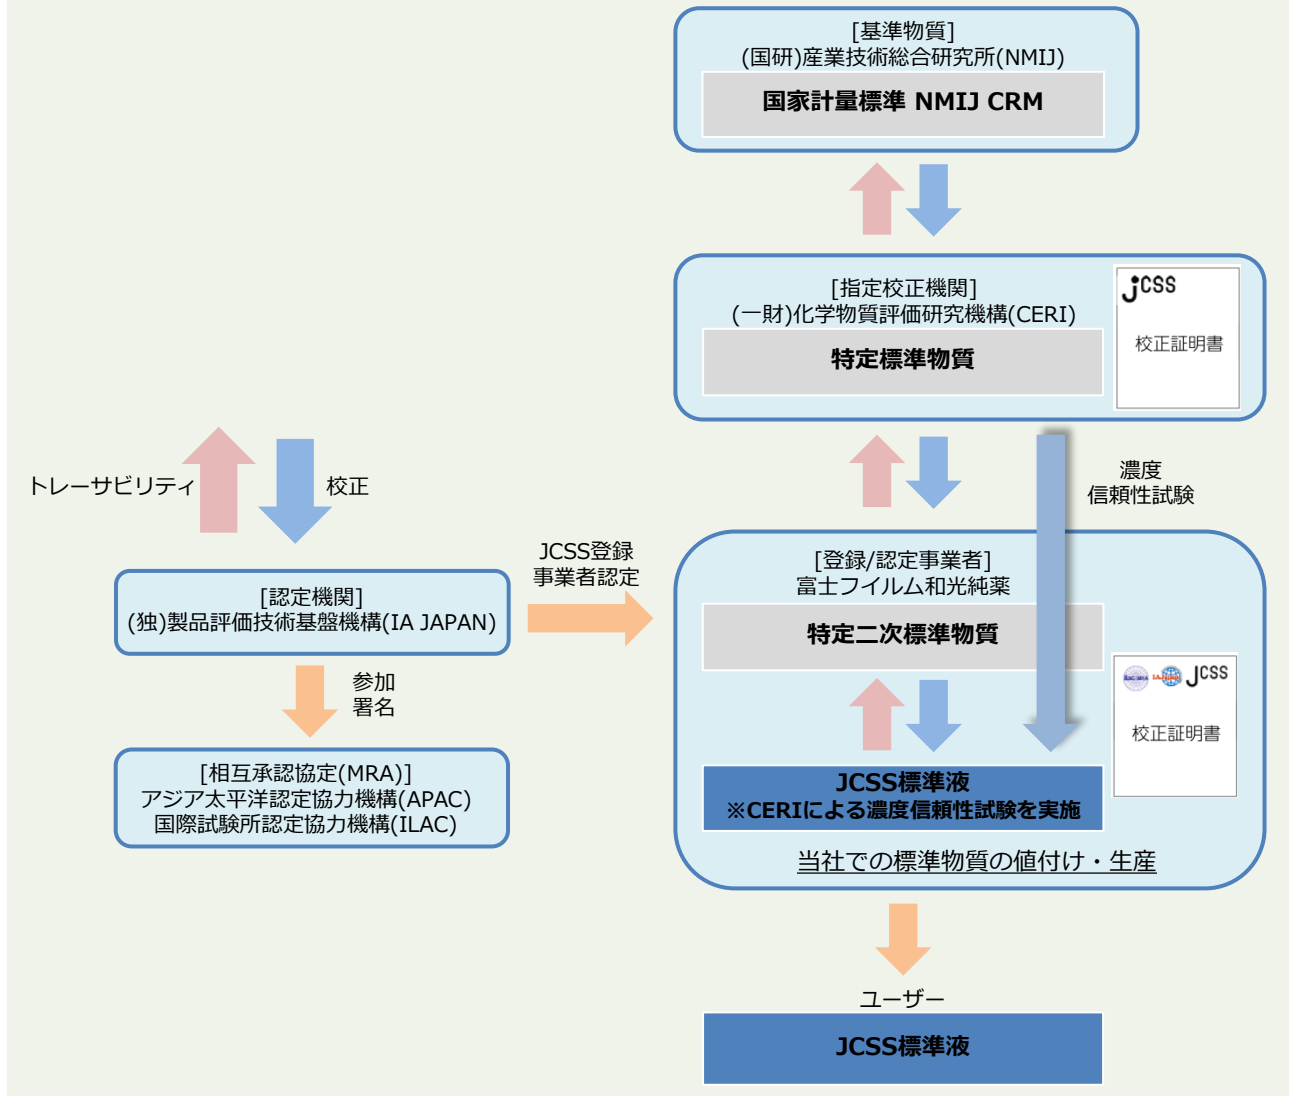 [基準物質]
(国研)産業技術総合研究所(NMIJ)
国家計量標準 NMIJ CRM
[指定校正機関]
(一財)化学物質評価研究機構(CERI)
特定標準物質
jCSS
校正証明書
トレーサビリティ
校正
濃度
信頼性試験
JCSS登録
事業者認定
[認定機関]
(独)製品評価技術基盤機構(IA JAPAN)
参加
署名
[相互承認協定(MRA)]
アジア太平洋認定協力機構(APAC)
国際試験所認定協力機構(ILAC)
[登録/認定事業者]
富士フイルム和光純薬
特定二次標準物質
JCSS
校正証明書
JCSS標準液
※CERIによる濃度信頼性試験を実施
当社での標準物質の値付け・生産
ユーザー
JCSS標準液